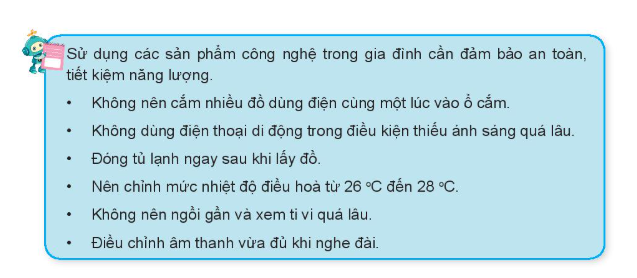 Sử dụng các sản phẩm công nghệ trong gia đình cần đảm bảo an toàn,
tiết kiệm năng lượng.
• Không nên cắm nhiều đồ dùng điện cùng một lúc vào ổ cắm.
• Không dùng điện thoại di động trong điều kiện thiếu ánh sáng quá lâu.
• Đóng tủ lạnh ngay sau khi lấy đồ.
• Nên chỉnh mức nhiệt độ điều hoà từ 26 ºC đến 28 ºC.
• Không nên ngồi gần và xem ti vi quá lâu.
• Điều chỉnh âm thanh vừa đủ khi nghe đài.